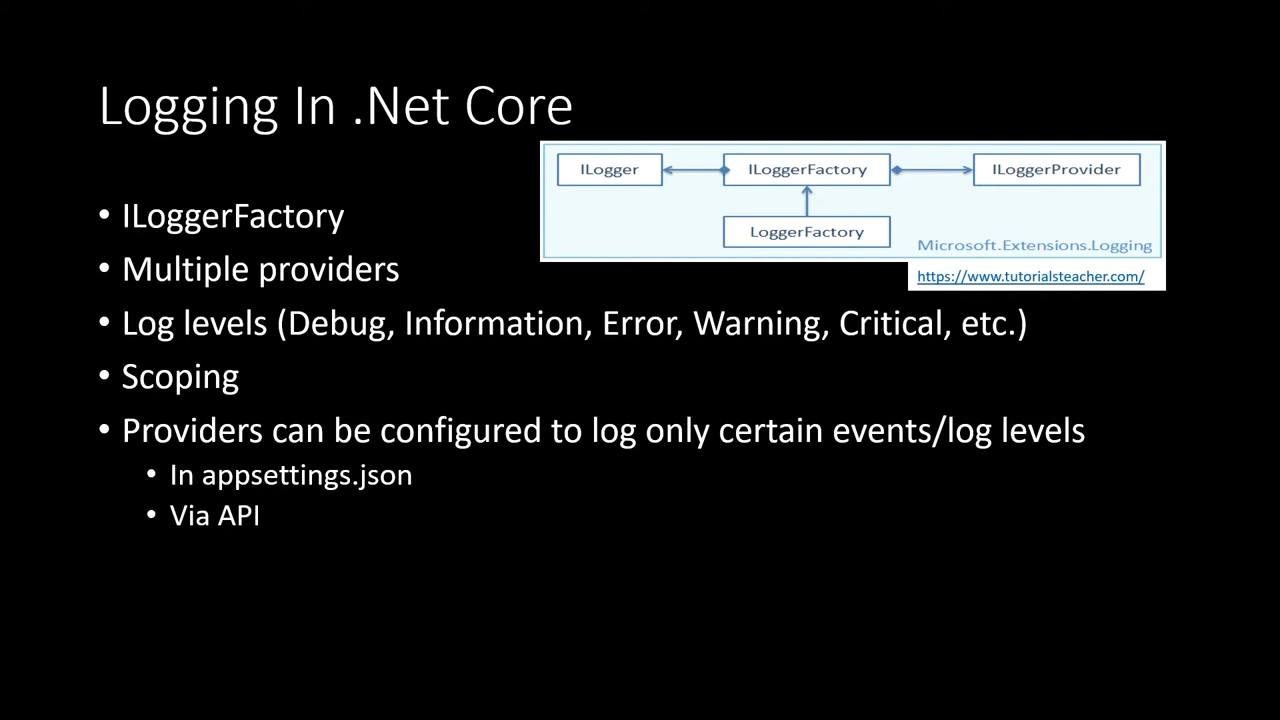 Logging In .Net Core
ILogger
ILoggerFactory
ILoggerProvider
LoggerFactory
Microsoft.Extensions.Logging
https://www.tutorialsteacher.com/
• ILoggerFactory
• Multiple providers
• Log levels (Debug, Information, Error, Warning, Critical, etc.)
• Scoping
• Providers can be configured to log only certain events/log levels
• In appsettings.json
• Via API